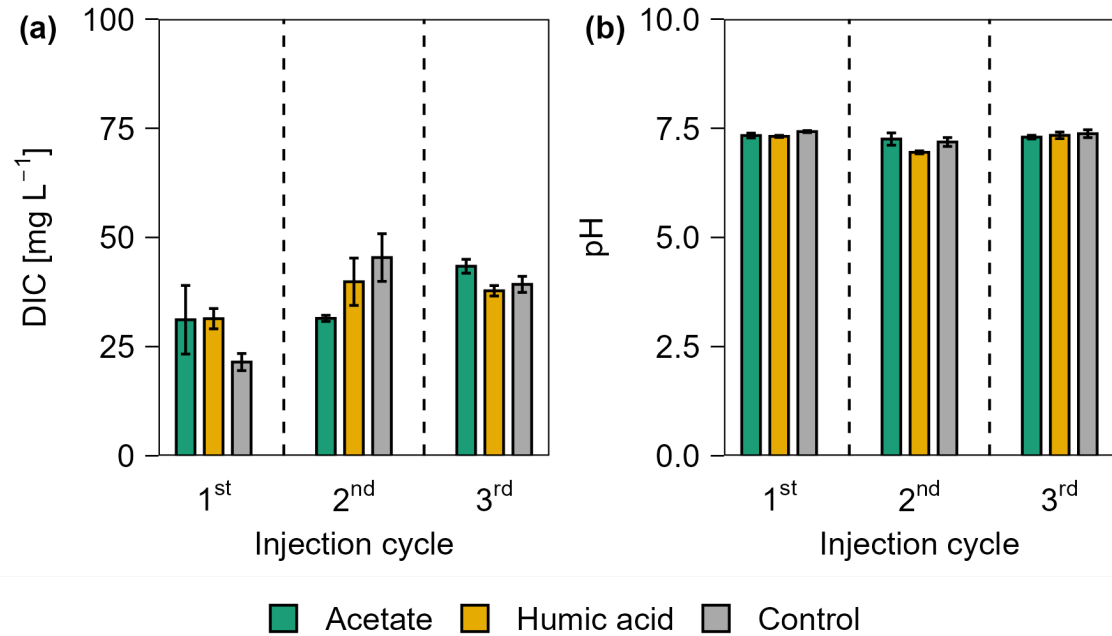 (a)
100
75
50
25
0
DIC [mg L⁻¹]
1ˢᵗ 2ⁿᵈ 3ʳᵈ
Injection cycle
(b)
10.0
7.5
5.0
2.5
0.0
pH
1ˢᵗ 2ⁿᵈ 3ʳᵈ
Injection cycle
Acetate Humic acid Control